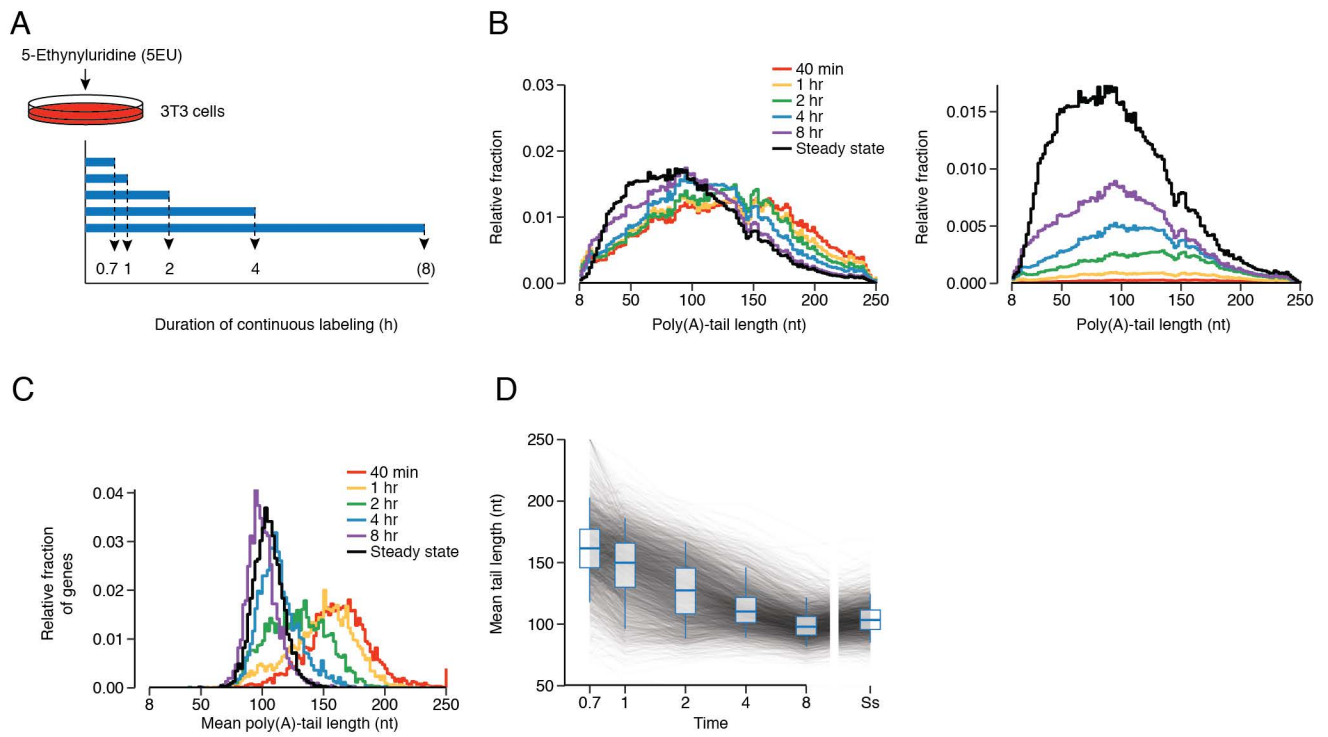 A
5-Ethynyluridine (5EU)
3T3 cells
0.7 1 2 4 (8)
Duration of continuous labeling (h)
B
40 min
1 hr
2 hr
4 hr
8 hr
Steady state
0.03
0.02
0.01
0.00
Relative fraction
8 50 100 150 200 250
Poly(A)-tail length (nt)
0.015
0.010
0.005
0.000
Relative fraction
8 50 100 150 200 250
Poly(A)-tail length (nt)
C
40 min
1 hr
2 hr
4 hr
8 hr
Steady state
0.04
0.03
0.02
0.01
0.00
Relative fraction
of genes
8 50 100 150 200 250
Mean poly(A)-tail length (nt)
D
250
200
150
100
50
Mean tail length (nt)
0.7 1 2 4 8 Ss
Time